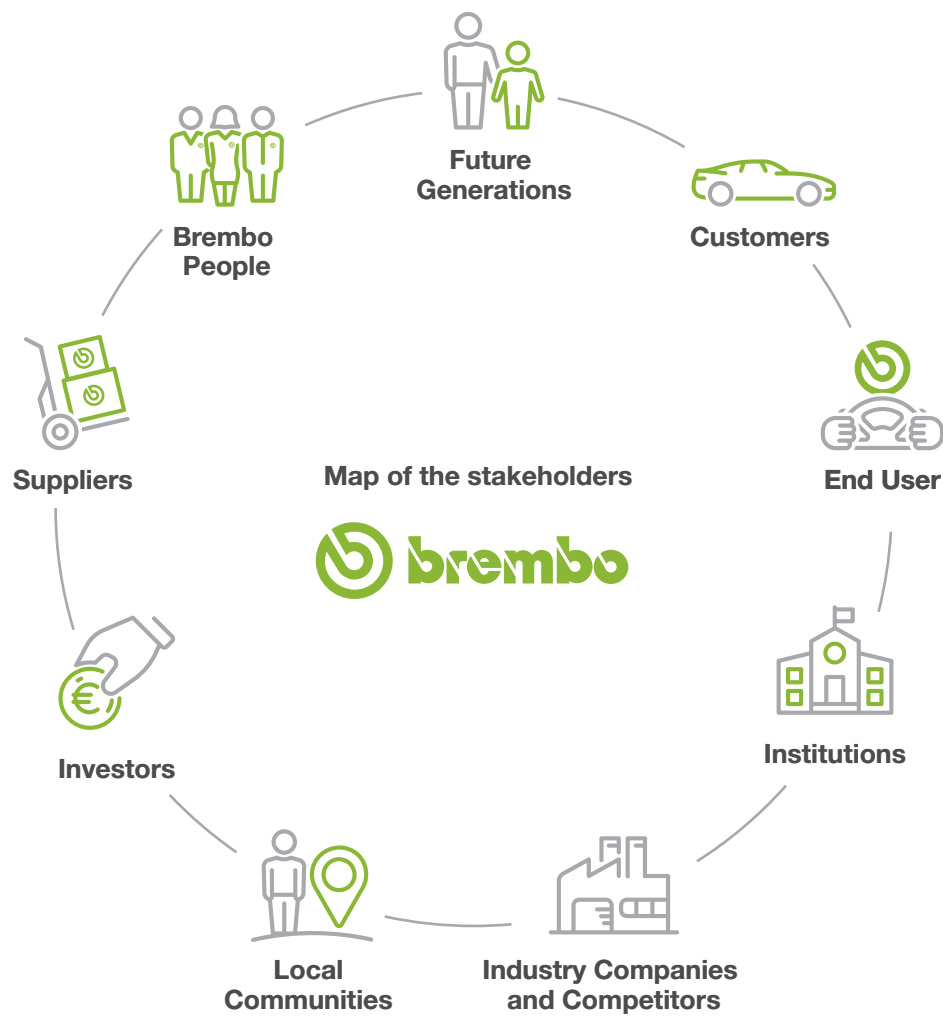 Future
Generations
Customers
End User
Institutions
Industry Companies
and Competitors
Local
Communities
Investors
€
Suppliers
Brembo
People
Map of the stakeholders
brembo